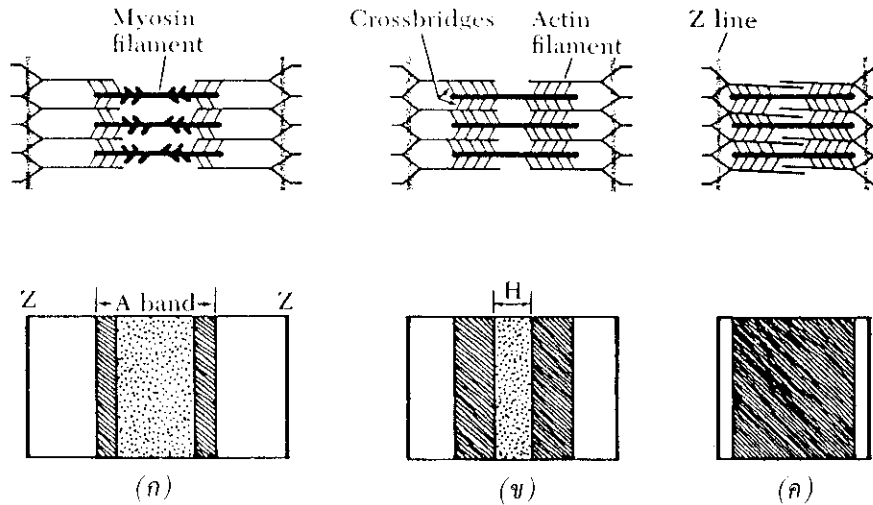 Myosin
filament
Crossbridges
Actin
filament
Z line
Z
A band
Z
H
(ก)
(ข)
(ค)